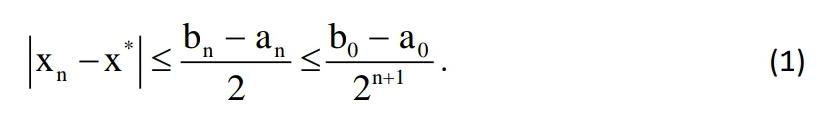 |xₙ − x*| ≤ (bₙ − aₙ)/2 ≤ (b₀ − a₀)/2ⁿ⁺¹ . (1)